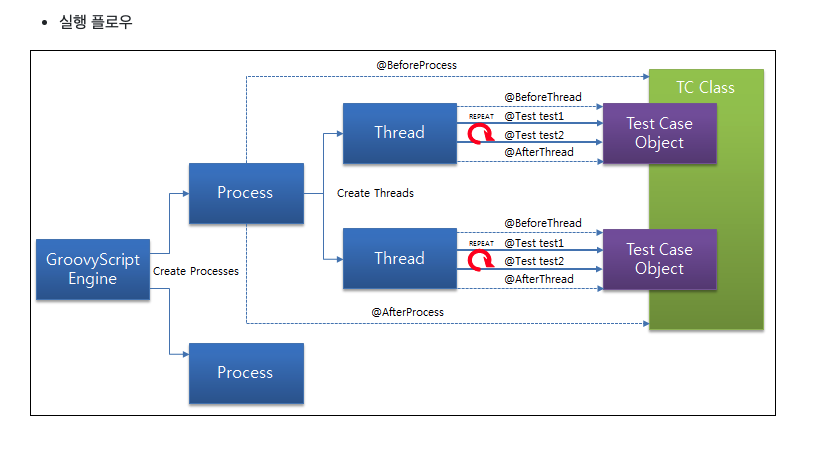 실행 플로우
@BeforeProcess
TC Class
@BeforeThread
REPEAT
@Test test1
Thread
Test Case
Object
@Test test2
@AfterThread
Process
Create Threads
@BeforeThread
REPEAT
@Test test1
Thread
Test Case
Object
@Test test2
@AfterThread
GroovyScript
Engine
Create Processes
@AfterProcess
Process